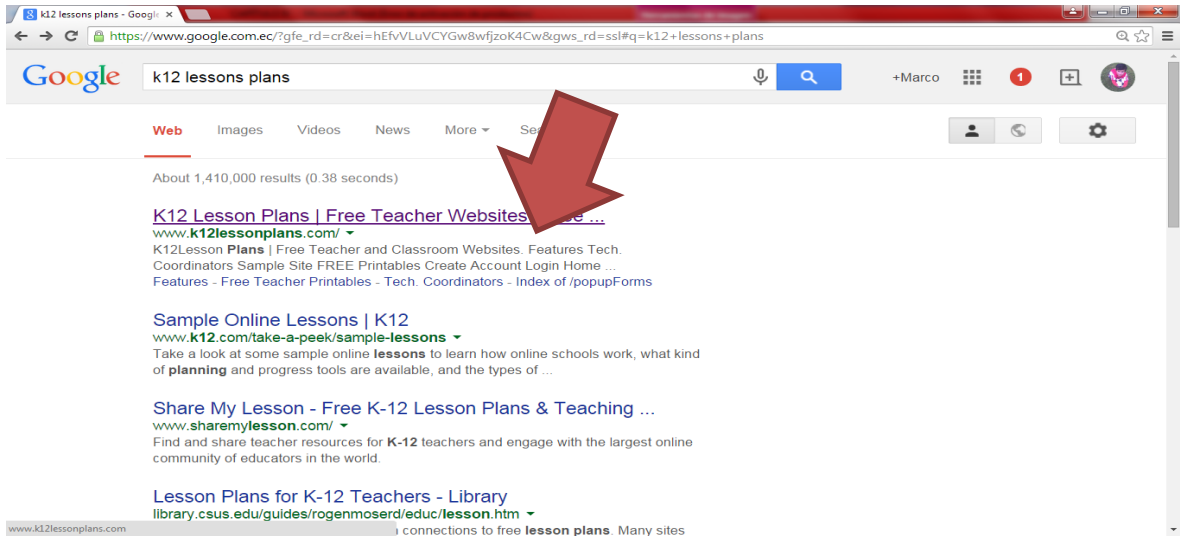 k12 lessons plans - Google
https://www.google.com.ec/?gfe_rd=cr&ei=hEfvVLuVCYGw8wfjzoK4Cw&gws_rd=ssl#q=k12+lessons+plans
Google k12 lessons plans +Marco 1
Web Images Videos News More
About 1,410,000 results (0.38 seconds)
K12 Lesson Plans | Free Teacher Websites ...
www.k12lessonplans.com/
K12Lesson Plans | Free Teacher and Classroom Websites. Features Tech.
Coordinators Sample Site FREE Printables Create Account Login Home ...
Features - Free Teacher Printables - Tech. Coordinators - Index of /popupForms
Sample Online Lessons | K12
www.k12.com/take-a-peek/sample-lessons
Take a look at some sample online lessons to learn how online schools work, what kind
of planning and progress tools are available, and the types of ...
Share My Lesson - Free K-12 Lesson Plans & Teaching ...
www.sharemylesson.com/
Find and share teacher resources for K-12 teachers and engage with the largest online
community of educators in the world.
Lesson Plans for K-12 Teachers - Library
library.csus.edu/guides/rogenmoserd/educ/lesson.htm
connections to free lesson plans. Many sites
www.k12lessonplans.com